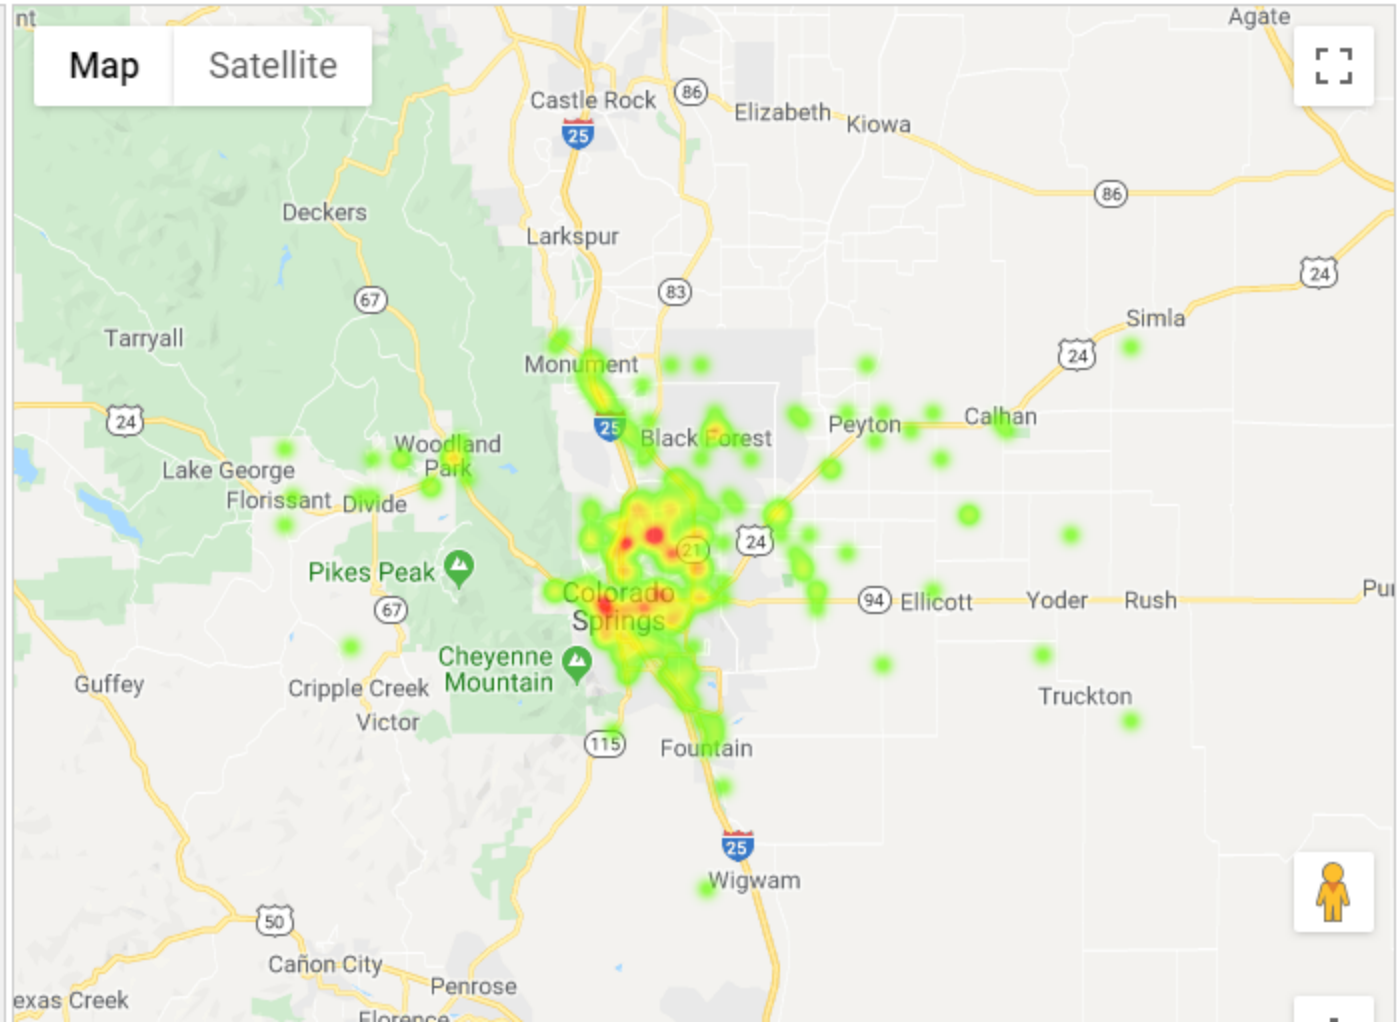 nt
Agate
Map
Satellite
Castle Rock
86
Elizabeth
Kiowa
25
86
Deckers
Larkspur
24
67
83
Simla
Tarryall
24
Monument
24
Calhan
Peyton
25
Black Forest
Woodland
Park
Lake George
Florissant
Divide
24
21
Pikes Peak
Colorado
Springs
67
94
Ellicott
Yoder
Rush
Cheyenne
Mountain
Guffey
Cripple Creek
Truckton
Victor
115
Fountain
25
Wigwam
50
Cañon City
Penrose
exas Creek
Florence